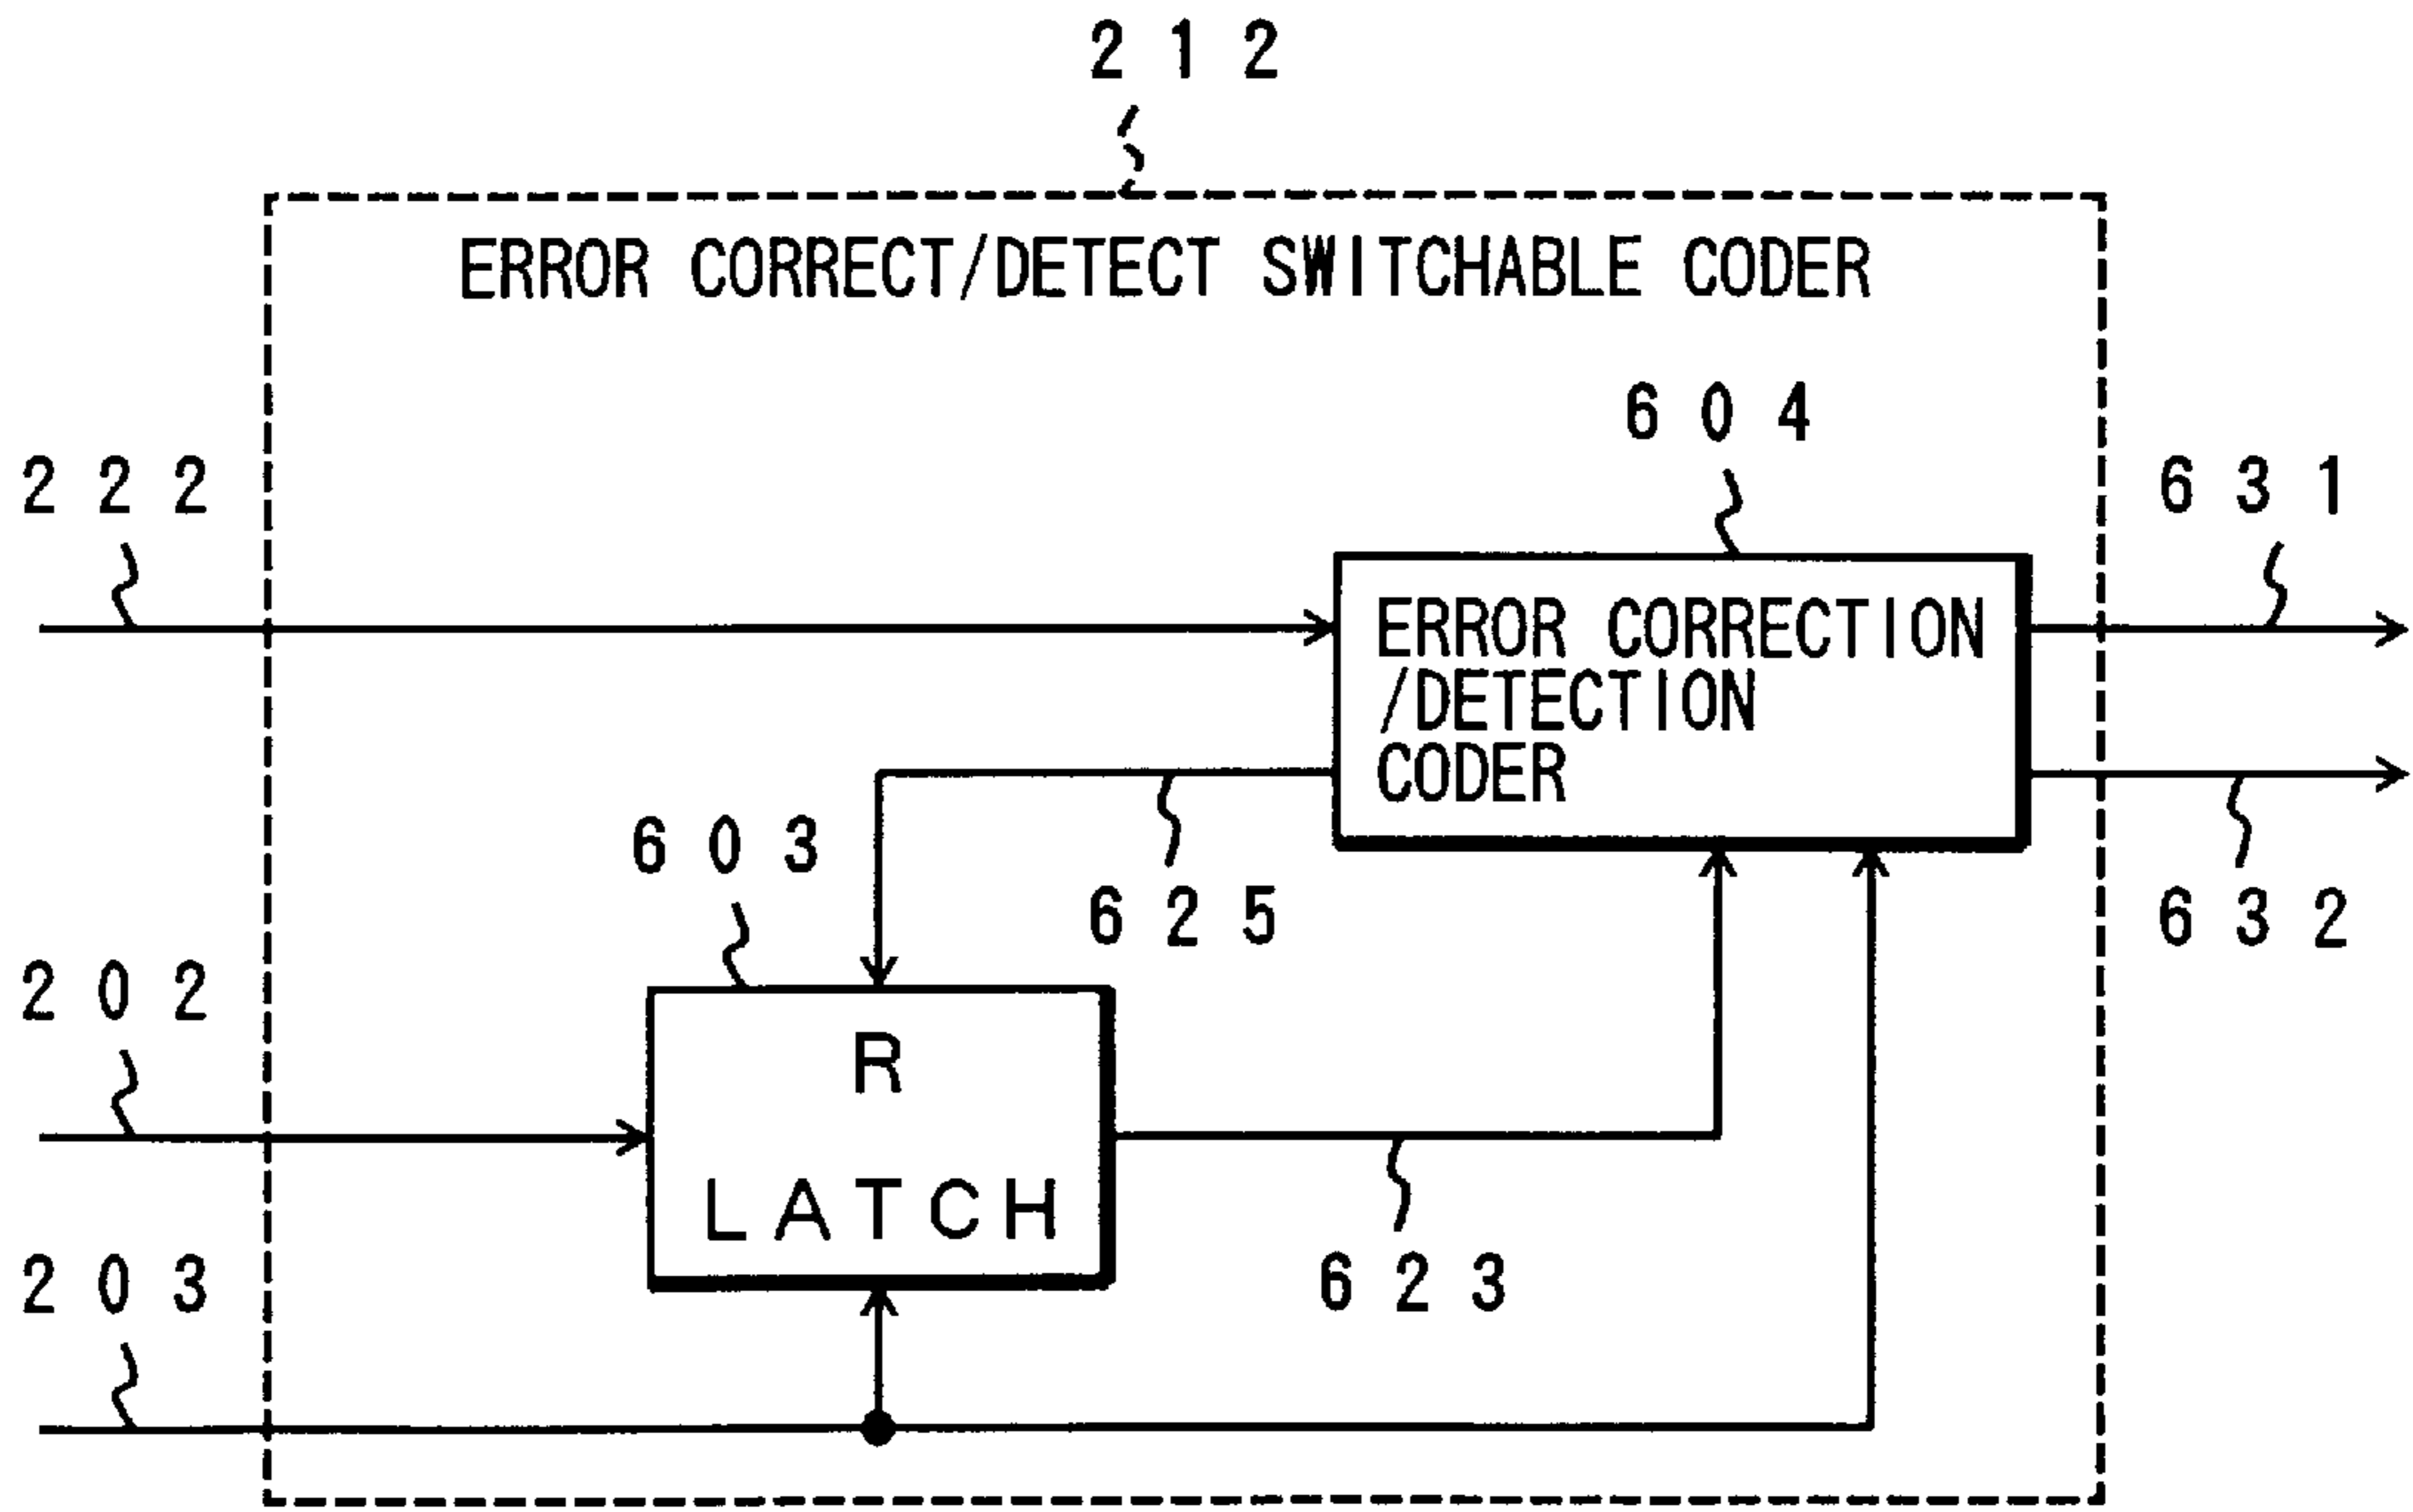 212
ERROR CORRECT/DETECT SWITCHABLE CODER
604
222
631
ERROR CORRECTION
/DETECTION
CODER
603
625
632
202
R
LATCH
623
203